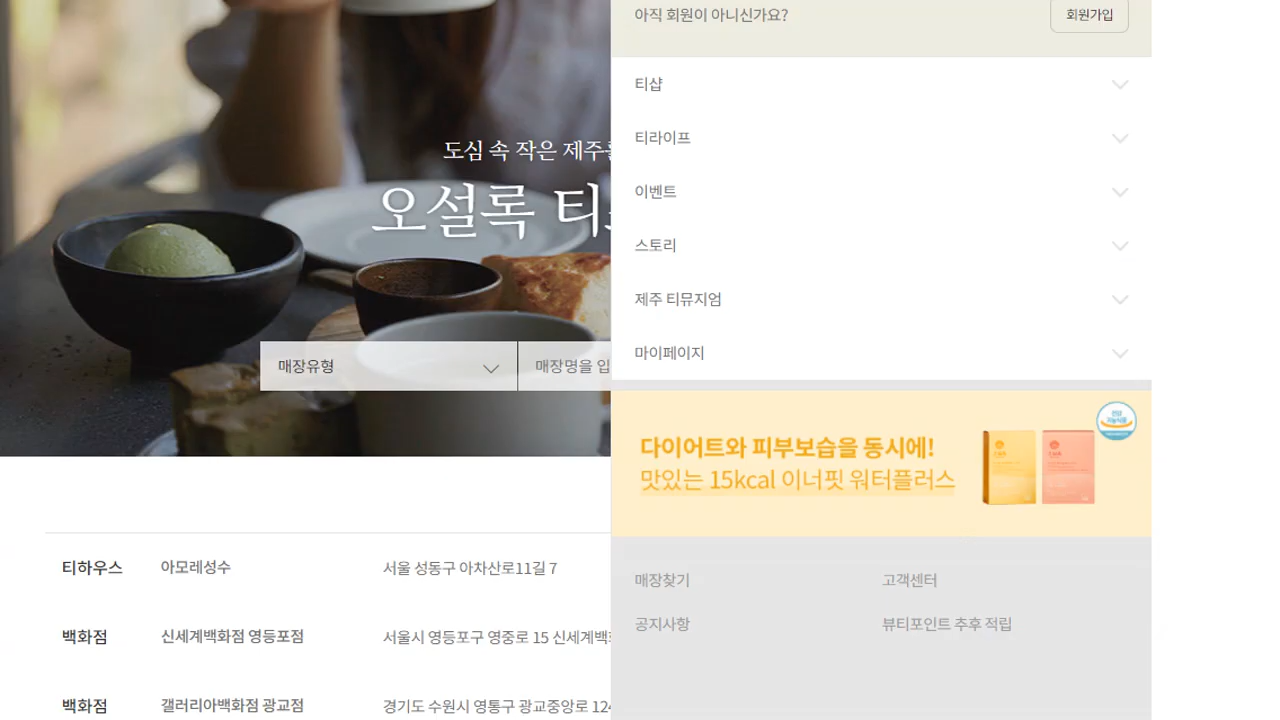 아직 회원이 아니신가요?
회원가입
티샵
티라이프
이벤트
스토리
제주 티뮤지엄
마이페이지
도심 속 작은 제주
오설록 티
매장유형
매장명을 입
다이어트와 피부보습을 동시에!
맛있는 15kcal 이너핏 워터플러스
매장찾기
고객센터
공지사항
뷰티포인트 추후 적립
티하우스 아모레성수 서울 성동구 아차산로11길 7
백화점 신세계백화점 영등포점 서울시 영등포구 영중로 15 신세계백
백화점 갤러리아백화점 광교점 경기도 수원시 영통구 광교중앙로 124